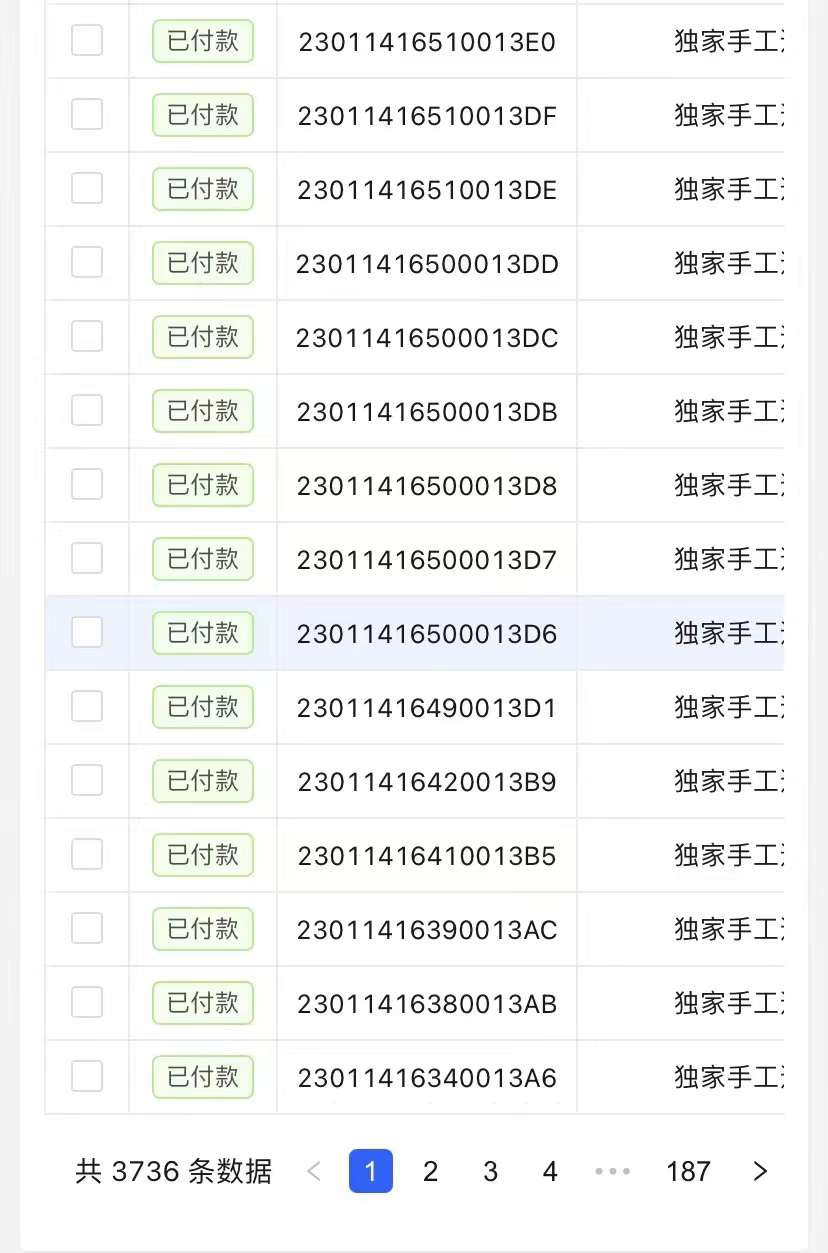 已付款 23011416510013E0 独家手工
已付款 23011416510013DF 独家手工
已付款 23011416510013DE 独家手工
已付款 23011416500013DD 独家手工
已付款 23011416500013DC 独家手工
已付款 23011416500013DB 独家手工
已付款 23011416500013D8 独家手工
已付款 23011416500013D7 独家手工
已付款 23011416500013D6 独家手工
已付款 23011416490013D1 独家手工
已付款 23011416420013B9 独家手工
已付款 23011416410013B5 独家手工
已付款 23011416390013AC 独家手工
已付款 23011416380013AB 独家手工
已付款 23011416340013A6 独家手工
共 3736 条数据 < 1 2 3 4 ••• 187 >